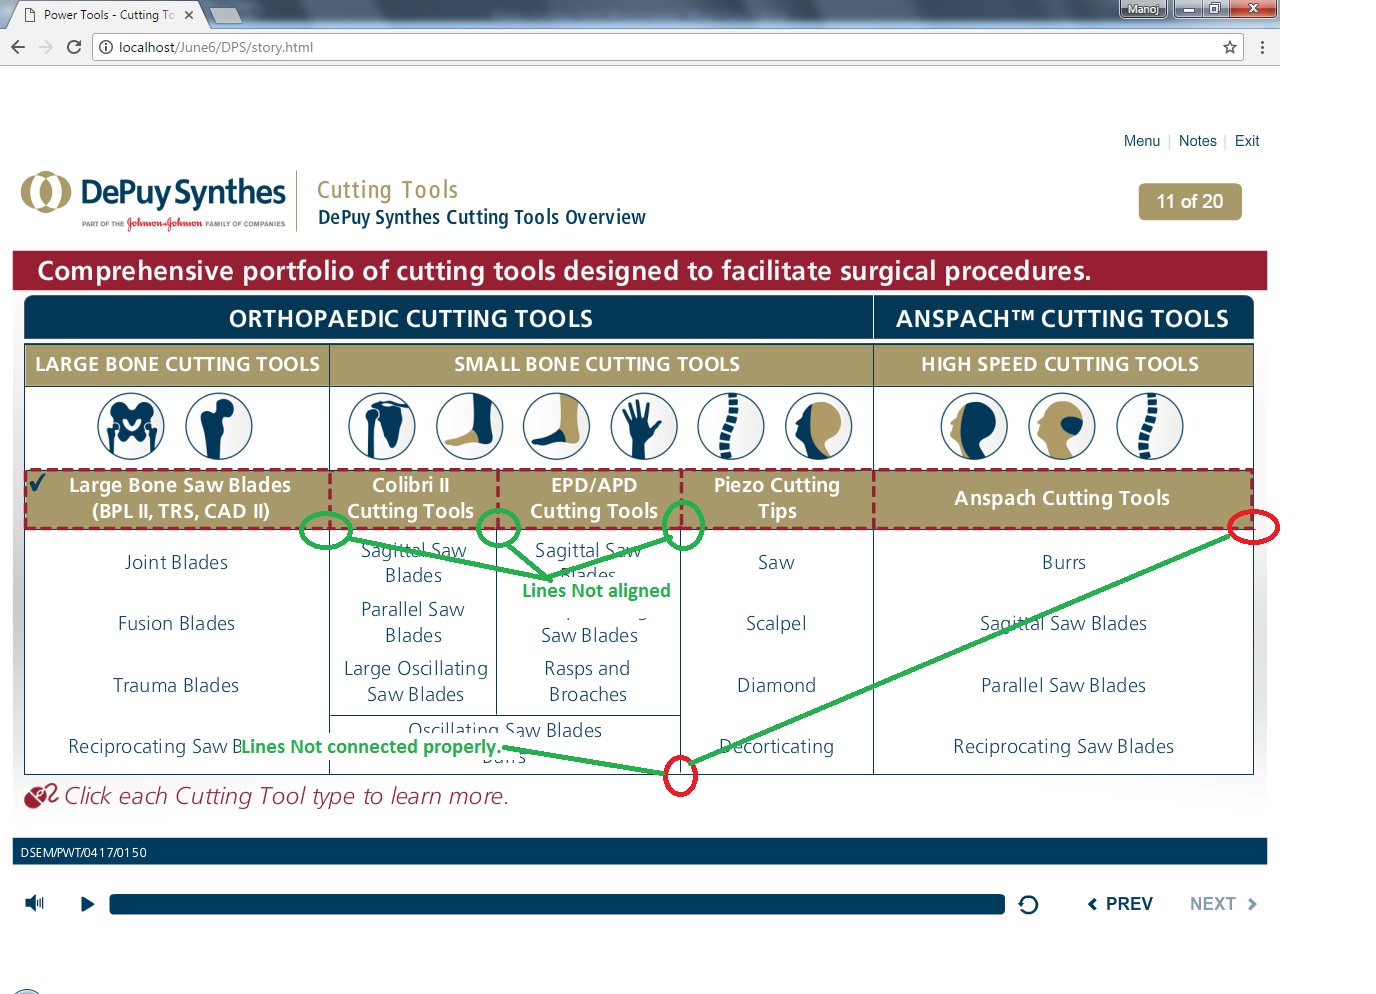 Power Tools - Cutting To
Manoj
localhost/June6/DPS/story.html
Menu | Notes | Exit
DePuy Synthes
PART OF THE Johnson & Johnson FAMILY OF COMPANIES
Cutting Tools
DePuy Synthes Cutting Tools Overview
11 of 20
Comprehensive portfolio of cutting tools designed to facilitate surgical procedures.
ORTHOPAEDIC CUTTING TOOLS
ANSPACH™ CUTTING TOOLS
LARGE BONE CUTTING TOOLS
SMALL BONE CUTTING TOOLS
HIGH SPEED CUTTING TOOLS
Large Bone Saw Blades
(BPL II, TRS, CAD II)
Colibri II
Cutting Tools
EPD/APD
Cutting Tools
Piezo Cutting
Tips
Anspach Cutting Tools
Joint Blades
Fusion Blades
Trauma Blades
Reciprocating Saw B
Sagittal Saw
Blades
Parallel Saw
Blades
Large Oscillating
Saw Blades
Sagittal Saw
Blades
Lines Not aligned
Saw Blades
Rasps and
Broaches
Oscillating Saw Blades
Lines Not connected properly.
Burrs
Saw
Scalpel
Diamond
Decorticating
Burrs
Sagittal Saw Blades
Parallel Saw Blades
Reciprocating Saw Blades
Click each Cutting Tool type to learn more.
DSEM/PWT/0417/0150
PREV
NEXT